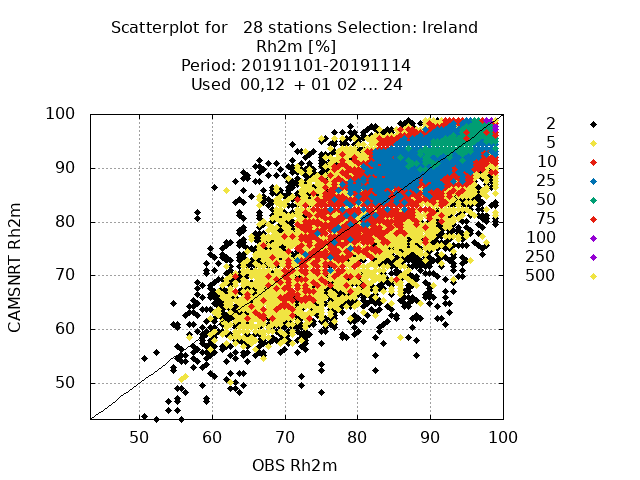 Scatterplot for   28 stations Selection: Ireland
Rh2m [%]
Period: 20191101-20191114
Used  00,12  + 01 02 ... 24
100
90
80
70
60
50
CAMSNRT Rh2m
50 60 70 80 90 100
OBS Rh2m
2
5
10
25
50
75
100
250
500